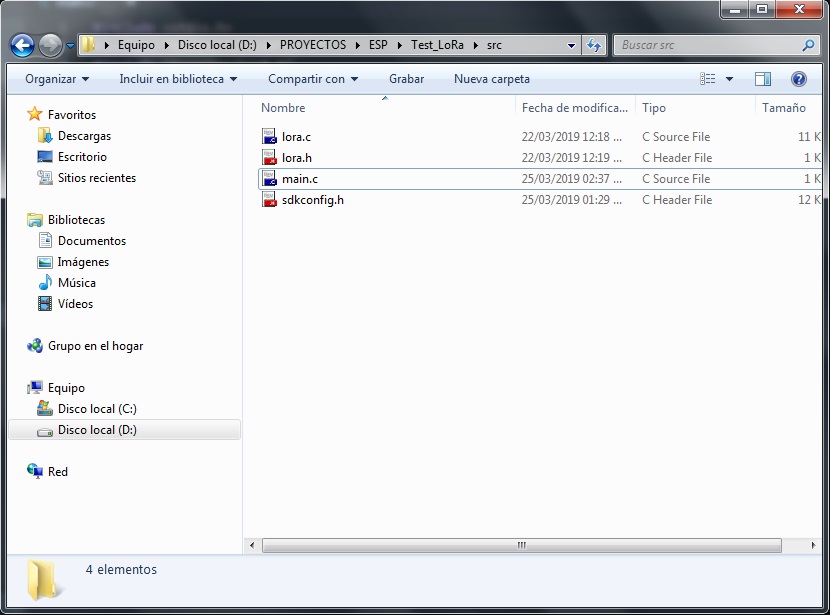 Equipo Disco local (D:) PROYECTOS ESP Test_LoRa src Buscar src
Organizar Incluir en biblioteca Compartir con Grabar Nueva carpeta
Favoritos
Descargas
Escritorio
Sitios recientes
Bibliotecas
Documentos
Imágenes
Música
Vídeos
Grupo en el hogar
Equipo
Disco local (C:)
Disco local (D:)
Red
Nombre Fecha de modifica... Tipo Tamaño
lora.c 22/03/2019 12:18 ... C Source File 11 K
lora.h 22/03/2019 12:19 ... C Header File 1 K
main.c 25/03/2019 02:37 ... C Source File 1 K
sdkconfig.h 25/03/2019 01:29 ... C Header File 12 K
4 elementos